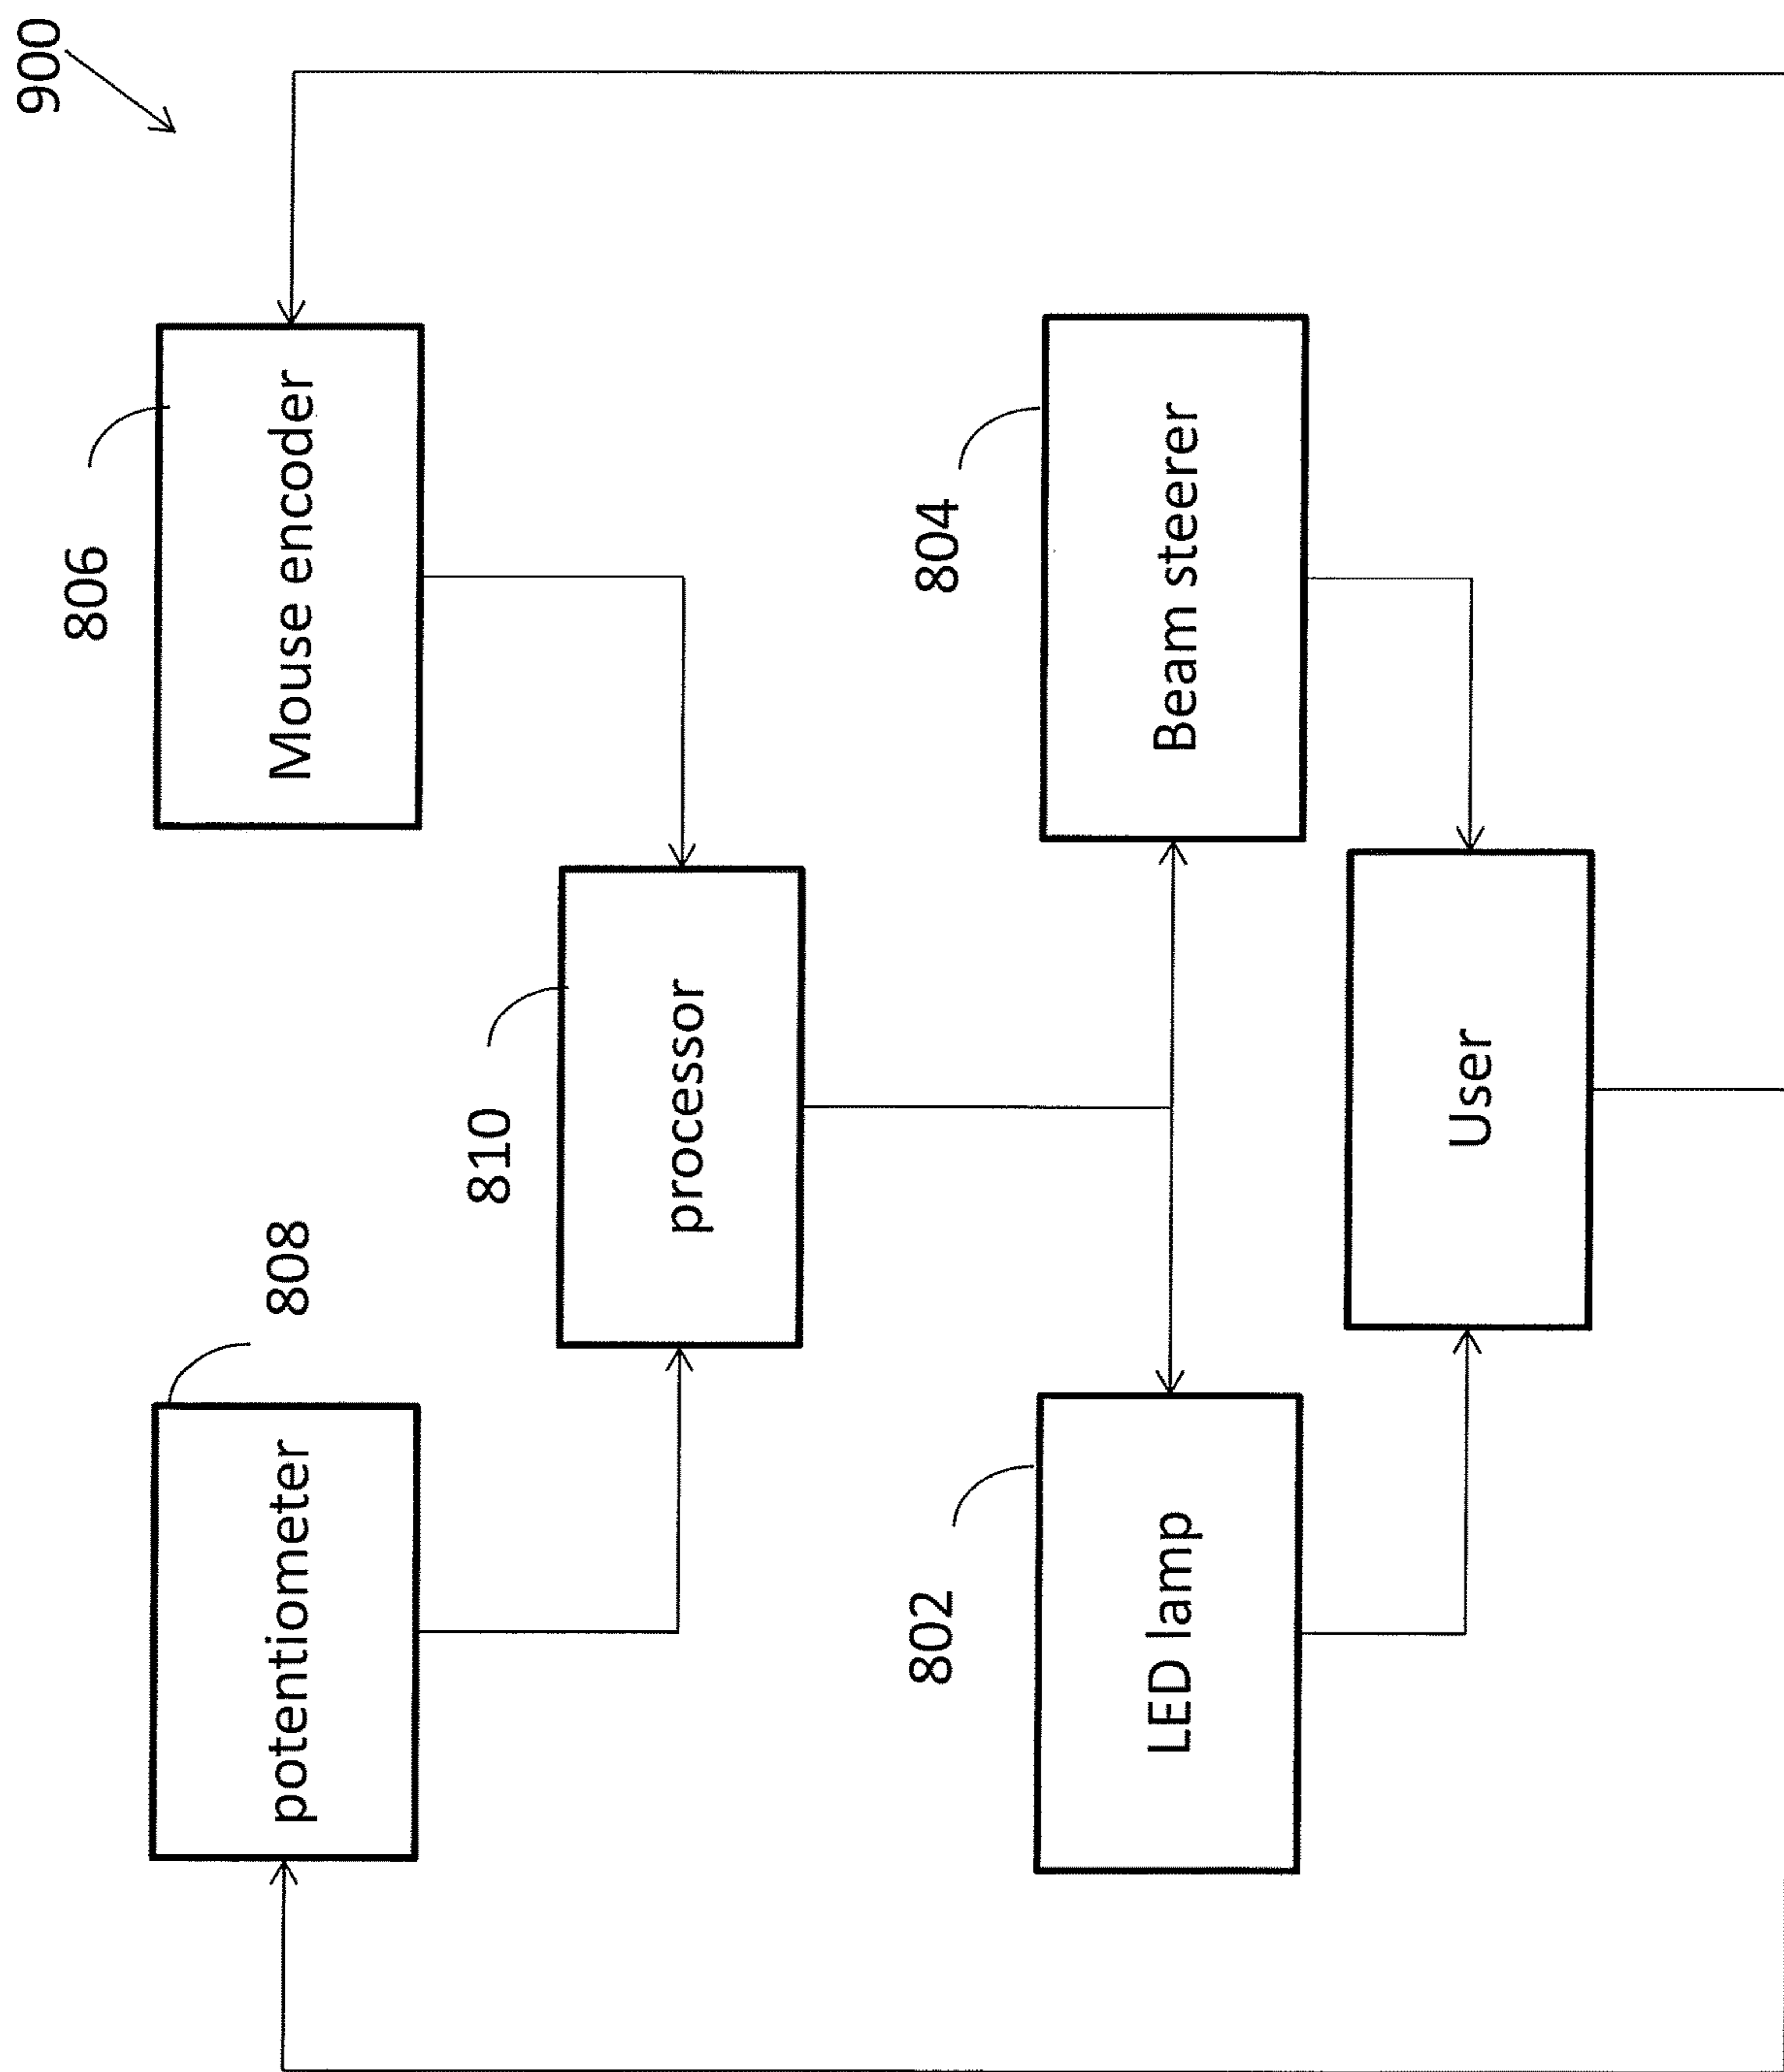 900
806
potentiometer
808
Mouse encoder
810
processor
802
804
LED lamp
Beam steerer
User